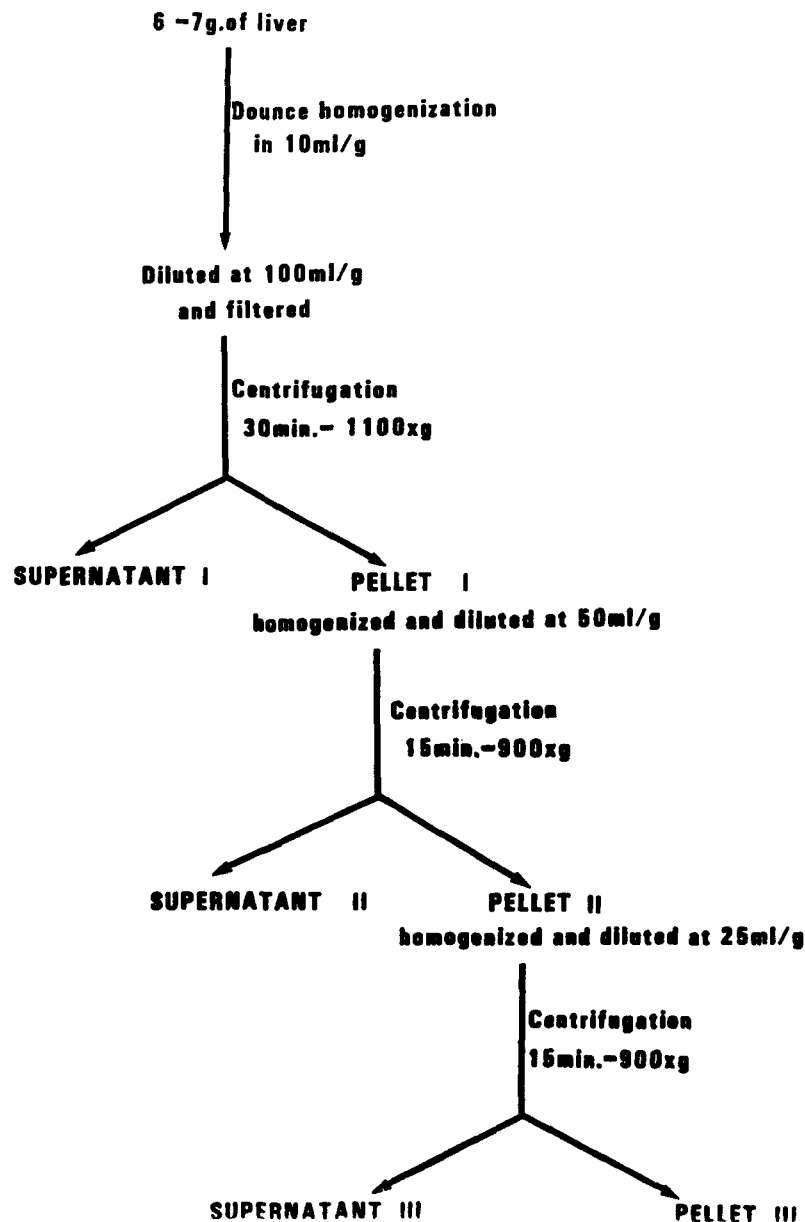 6 -7g.of liver
Dounce homogenization
in 10ml/g
Diluted at 100ml/g
and filtered
Centrifugation
30min.- 1100xg
SUPERNATANT I
PELLET I
homogenized and diluted at 50ml/g
Centrifugation
15min.-900xg
SUPERNATANT II
PELLET II
homogenized and diluted at 25ml/g
Centrifugation
15min.-900xg
SUPERNATANT III
PELLET III